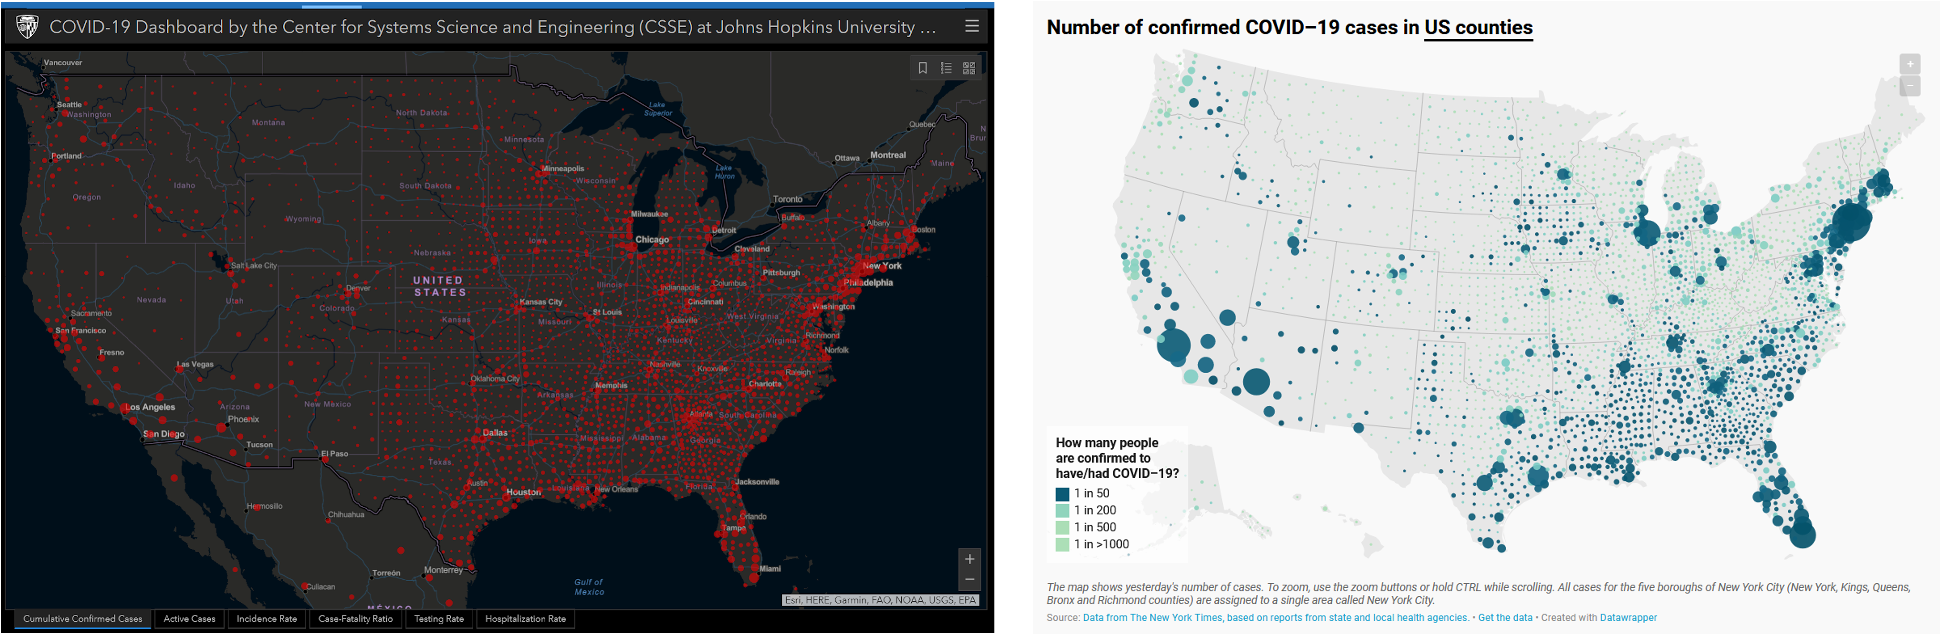 COVID-19 Dashboard by the Center for Systems Science and Engineering (CSSE) at Johns Hopkins University ...
Vancouver
Seattle
Washington
Portland
Oregon
Idaho
Montana
North Dakota
South Dakota
Minnesota
Minneapolis
Wisconsin
Lake Superior
Lake Huron
Quebec
Ottawa
Montreal
Maine
N
Brun
Toronto
Buffalo
Albany
Boston
Wyoming
Nebraska
Iowa
Milwaukee
Chicago
Detroit
Cleveland
Pittsburgh
New York
Philadelphia
Salt Lake City
Nevada
Utah
Denver
Colorado
UNITED
STATES
Kansas
Kansas City
Missouri
St Louis
Illinois
Indianapolis
Columbus
Cincinnati
Louisville
Kentucky
West Virginia
Washington
Virginia
Richmond
Norfolk
Sacramento
San Francisco
Fresno
Las Vegas
Los Angeles
San Diego
Arizona
Phoenix
Tucson
New Mexico
El Paso
Oklahoma City
Arkansas
Memphis
Nashville
Knoxville
Raleigh
Charlotte
Atlanta
South Carolina
Mississippi
Alabama
Georgia
Dallas
Texas
Austin
Houston
Louisiana
New Orleans
Florida
Jacksonville
Orlando
Tampa
Miami
Hermosillo
Chihuahua
Culiacan
Torreón
Monterrey
MÉXICO
Gulf of
Mexico
+
−
Esri, HERE, Garmin, FAO, NOAA, USGS, EPA
Cumulative Confirmed Cases
Active Cases
Incidence Rate
Case-Fatality Ratio
Testing Rate
Hospitalization Rate
Number of confirmed COVID−19 cases in US counties
+
−
How many people
are confirmed to
have/had COVID−19?
1 in 50
1 in 200
1 in 500
1 in >1000
The map shows yesterday's number of cases. To zoom, use the zoom buttons or hold CTRL while scrolling. All cases for the five boroughs of New York City (New York, Kings, Queens,
Bronx and Richmond counties) are assigned to a single area called New York City.
Source: Data from The New York Times, based on reports from state and local health agencies. • Get the data • Created with Datawrapper